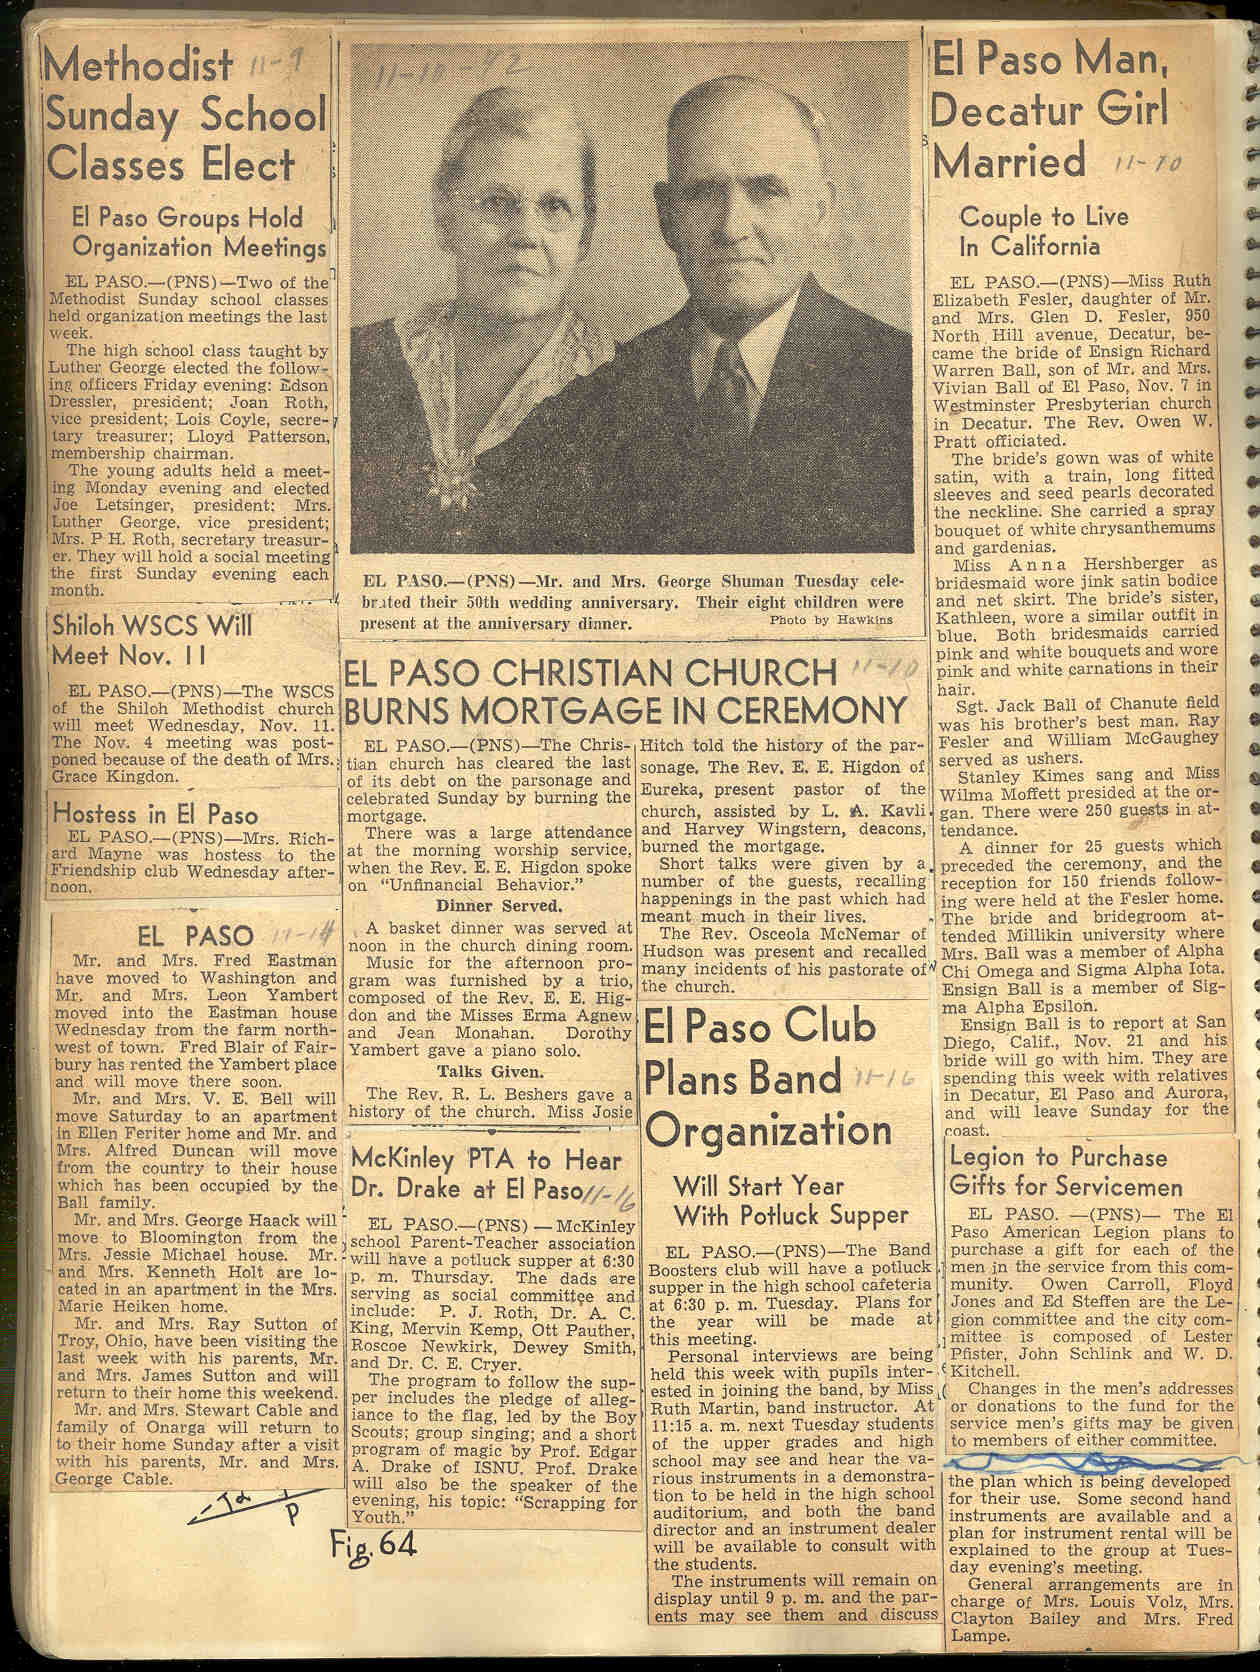 Methodist 11-9
Sunday School
Classes Elect
El Paso Groups Hold
Organization Meetings
EL PASO.—(PNS)—Two of the
Methodist Sunday school classes
held organization meetings the last
week.
The high school class taught by
Luther George elected the follow-
ing officers Friday evening: Edson
Dressler, president; Joan Roth,
vice president; Lois Coyle, secre-
tary treasurer; Lloyd Patterson,
membership chairman.
The young adults held a meet-
ing Monday evening and elected
Joe Letsinger, president; Mrs.
Luther George, vice president;
Mrs. P H. Roth, secretary treasur-
er. They will hold a social meeting
the first Sunday evening each
month.
Shiloh WSCS Will
Meet Nov. 11
EL PASO.—(PNS)—The WSCS
of the Shiloh Methodist church
will meet Wednesday, Nov. 11.
The Nov. 4 meeting was post-
poned because of the death of Mrs.
Grace Kingdon.
Hostess in El Paso
EL PASO.—(PNS)—Mrs. Rich-
ard Mayne was hostess to the
Friendship club Wednesday after-
noon.
EL PASO 11-14
Mr. and Mrs. Fred Eastman
have moved to Washington and
Mr. and Mrs. Leon Yambert
moved into the Eastman house
Wednesday from the farm north-
west of town. Fred Blair of Fair-
bury has rented the Yambert place
and will move there soon.
Mr. and Mrs. V. E. Bell will
move Saturday to an apartment
in Ellen Feriter home and Mr. and
Mrs. Alfred Duncan will move
from the country to their house
which has been occupied by the
Ball family.
Mr. and Mrs. George Haack will
move to Bloomington from the
Mrs. Jessie Michael house. Mr.
and Mrs. Kenneth Holt are lo-
cated in an apartment in the Mrs.
Marie Heiken home.
Mr. and Mrs. Ray Sutton of
Troy, Ohio, have been visiting the
last week with his parents, Mr.
and Mrs. James Sutton and will
return to their home this weekend.
Mr. and Mrs. Stewart Cable and
family of Onarga will return to
to their home Sunday after a visit
with his parents, Mr. and Mrs.
George Cable.
P
Fig. 64
11-10-42
EL PASO.—(PNS)—Mr. and Mrs. George Shuman Tuesday cele-
brated their 50th wedding anniversary. Their eight children were
present at the anniversary dinner. Photo by Hawkins
EL PASO CHRISTIAN CHURCH 11-10
BURNS MORTGAGE IN CEREMONY
EL PASO.—(PNS)—The Chris-
tian church has cleared the last
of its debt on the parsonage and
celebrated Sunday by burning the
mortgage.
There was a large attendance
at the morning worship service,
when the Rev. E. E. Higdon spoke
on "Unfinancial Behavior."
Dinner Served.
A basket dinner was served at
noon in the church dining room.
Music for the afternoon pro-
gram was furnished by a trio,
composed of the Rev. E. E. Hig-
don and the Misses Erma Agnew
and Jean Monahan. Dorothy
Yambert gave a piano solo.
Talks Given.
The Rev. R. L. Beshers gave a
history of the church. Miss Josie
Hitch told the history of the par-
sonage. The Rev. E. E. Higdon of
Eureka, present pastor of the
church, assisted by L. A. Kavli
and Harvey Wingstern, deacons,
burned the mortgage.
Short talks were given by a
number of the guests, recalling
happenings in the past which had
meant much in their lives.
The Rev. Osceola McNemar of
Hudson was present and recalled
many incidents of his pastorate of
the church.
McKinley PTA to Hear
Dr. Drake at El Paso 11-16
EL PASO.—(PNS) — McKinley
school Parent-Teacher association
will have a potluck supper at 6:30
p. m. Thursday. The dads are
serving as social committee and
include: P. J. Roth, Dr. A. C.
King, Mervin Kemp, Ott Pauther,
Roscoe Newkirk, Dewey Smith,
and Dr. C. E. Cryer.
The program to follow the sup-
per includes the pledge of alleg-
iance to the flag, led by the Boy
Scouts; group singing; and a short
program of magic by Prof. Edgar
A. Drake of ISNU. Prof. Drake
will also be the speaker of the
evening, his topic: "Scrapping for
Youth."
El Paso Club
Plans Band 11-16
Organization
Will Start Year
With Potluck Supper
EL PASO.—(PNS)—The Band
Boosters club will have a potluck
supper in the high school cafeteria
at 6:30 p. m. Tuesday. Plans for
the year will be made at
this meeting.
Personal interviews are being
held this week with pupils inter-
ested in joining the band, by Miss
Ruth Martin, band instructor. At
11:15 a. m. next Tuesday students
of the upper grades and high
school may see and hear the va-
rious instruments in a demonstra-
tion to be held in the high school
auditorium, and both the band
director and an instrument dealer
will be available to consult with
the students.
The instruments will remain on
display until 9 p. m. and the par-
ents may see them and discuss
El Paso Man,
Decatur Girl
Married 11-10
Couple to Live
In California
EL PASO.—(PNS)—Miss Ruth
Elizabeth Fesler, daughter of Mr.
and Mrs. Glen D. Fesler, 950
North Hill avenue, Decatur, be-
came the bride of Ensign Richard
Warren Ball, son of Mr. and Mrs.
Vivian Ball of El Paso, Nov. 7 in
Westminster Presbyterian church
in Decatur. The Rev. Owen W.
Pratt officiated.
The bride's gown was of white
satin, with a train, long fitted
sleeves and seed pearls decorated
the neckline. She carried a spray
bouquet of white chrysanthemums
and gardenias.
Miss Anna Hershberger as
bridesmaid wore jink satin bodice
and net skirt. The bride's sister,
Kathleen, wore a similar outfit in
blue. Both bridesmaids carried
pink and white bouquets and wore
pink and white carnations in their
hair.
Sgt. Jack Ball of Chanute field
was his brother's best man. Ray
Fesler and William McGaughey
served as ushers.
Stanley Kimes sang and Miss
Wilma Moffett presided at the or-
gan. There were 250 guests in at-
tendance.
A dinner for 25 guests which
preceded the ceremony, and the
reception for 150 friends follow-
ing were held at the Fesler home.
The bride and bridegroom at-
tended Millikin university where
Mrs. Ball was a member of Alpha
Chi Omega and Sigma Alpha Iota.
Ensign Ball is a member of Sig-
ma Alpha Epsilon.
Ensign Ball is to report at San
Diego, Calif., Nov. 21 and his
bride will go with him. They are
spending this week with relatives
in Decatur, El Paso and Aurora,
and will leave Sunday for the
coast.
Legion to Purchase
Gifts for Servicemen
EL PASO. —(PNS)— The El
Paso American Legion plans to
purchase a gift for each of the
men in the service from this com-
munity. Owen Carroll, Floyd
Jones and Ed Steffen are the Le-
gion committee and the city com-
mittee is composed of Lester
Pfister, John Schlink and W. D.
Kitchell.
Changes in the men's addresses
or donations to the fund for the
service men's gifts may be given
to members of either committee.
the plan which is being developed
for their use. Some second hand
instruments are available and a
plan for instrument rental will be
explained to the group at Tues-
day evening's meeting.
General arrangements are in
charge of Mrs. Louis Volz, Mrs.
Clayton Bailey and Mrs. Fred
Lampe.